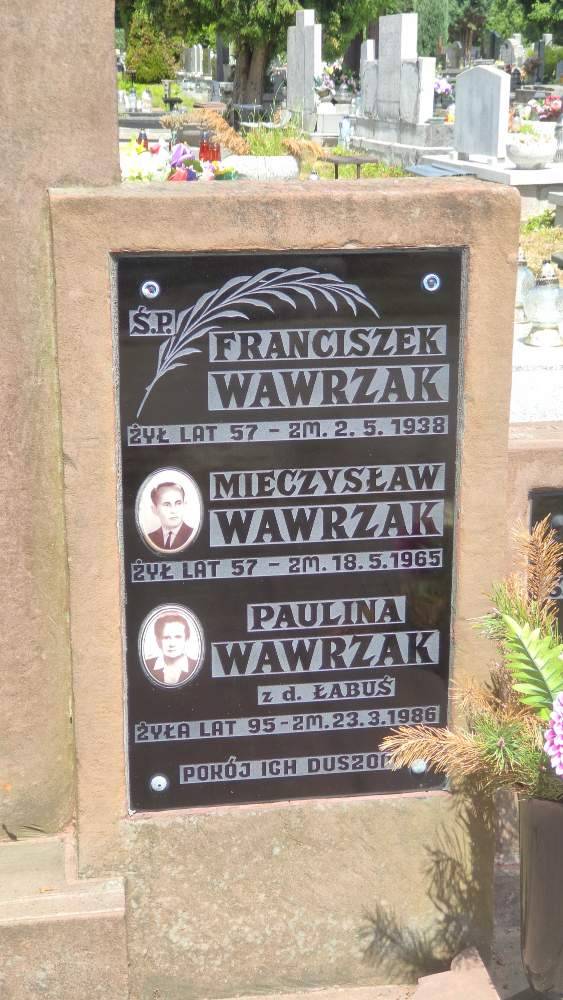 Ś.P.
FRANCISZEK
WAWRZAK
ŻYŁ LAT 57 - ZM. 2. 5. 1938
MIECZYSŁAW
WAWRZAK
ŻYŁ LAT 57 - ZM. 18. 5. 1965
PAULINA
WAWRZAK
z d. ŁABUŚ
ŻYŁA LAT 95 - ZM. 23. 3. 1986
POKÓJ ICH